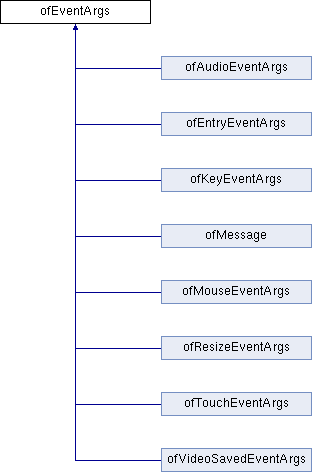 ofEventArgs
ofAudioEventArgs
ofEntryEventArgs
ofKeyEventArgs
ofMessage
ofMouseEventArgs
ofResizeEventArgs
ofTouchEventArgs
ofVideoSavedEventArgs